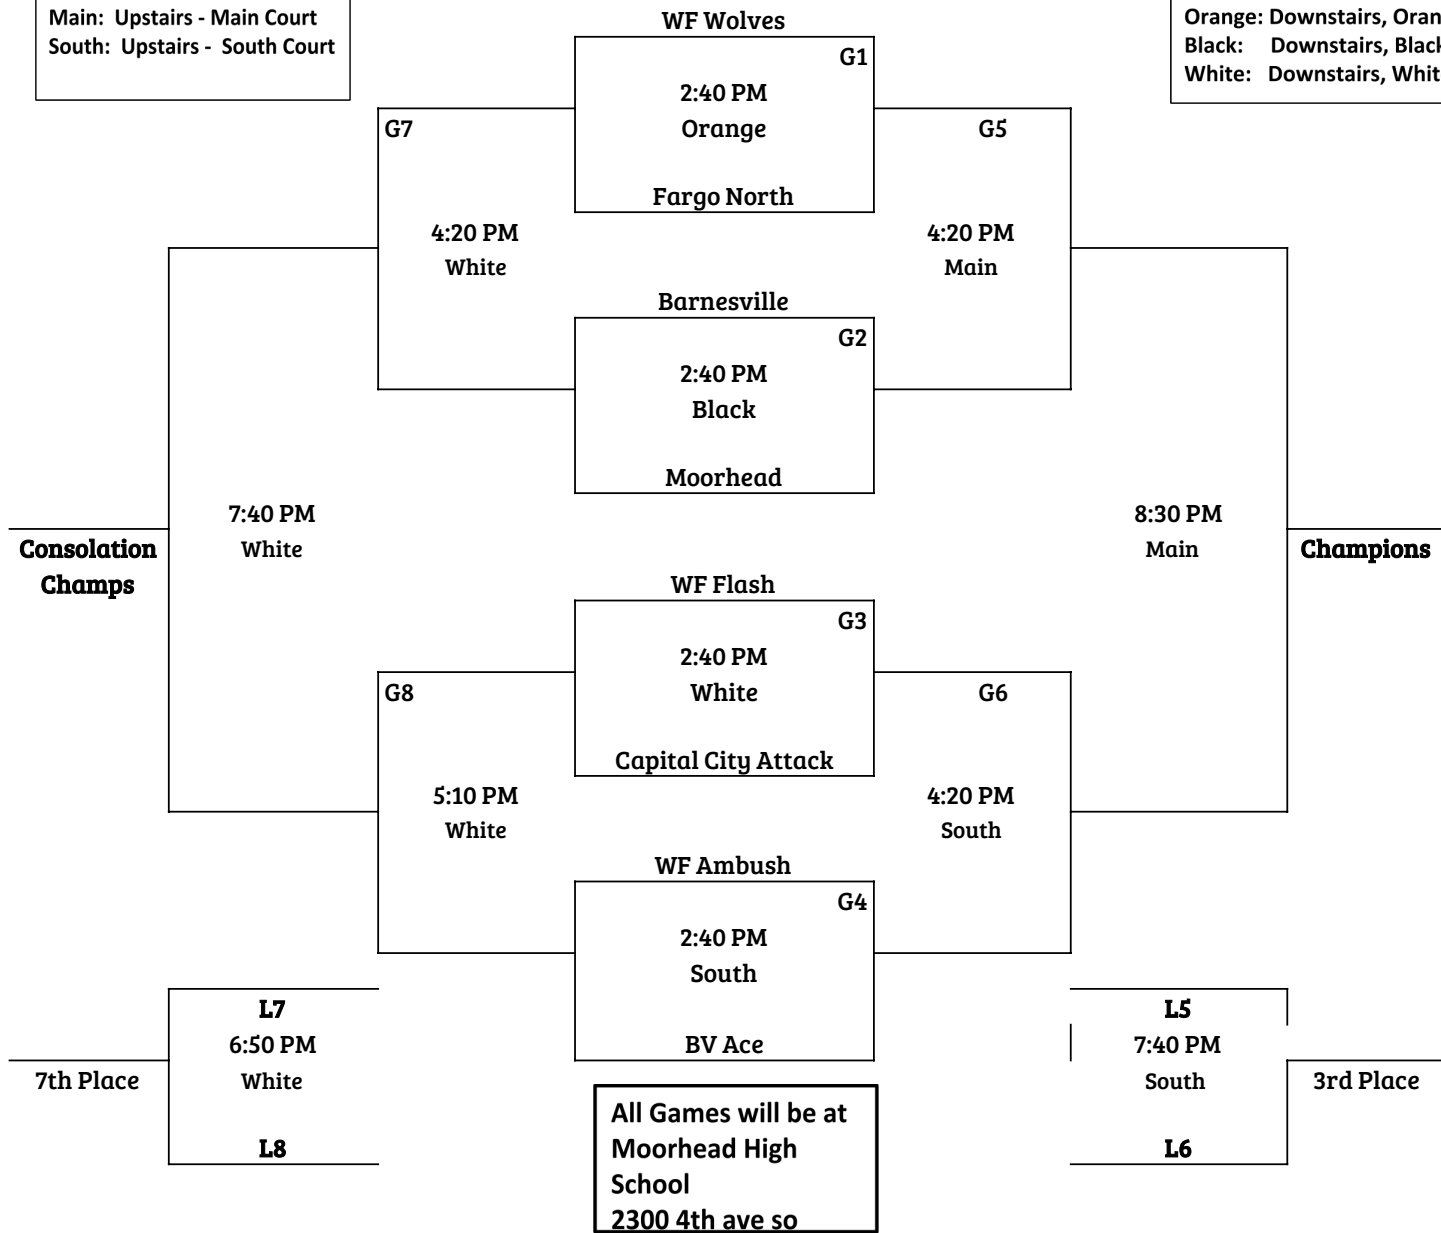 Main: Upstairs - Main Court
South: Upstairs - South Court
Orange: Downstairs,
Black: Downstairs,
White: Downstairs,
WF Wolves
G1
2:40 PM
Orange
Fargo North
G7
4:20 PM
White
G5
4:20 PM
Main
Barnesville
G2
2:40 PM
Black
Moorhead
7:40 PM
White
Consolation
Champs
8:30 PM
Main
Champions
WF Flash
G3
2:40 PM
White
Capital City Attack
G8
5:10 PM
White
G6
4:20 PM
South
WF Ambush
G4
2:40 PM
South
BV Ace
L7
6:50 PM
White
L8
7th Place
L5
7:40 PM
South
L6
3rd Place
All Games will be at
Moorhead High
School
2300 4th ave so